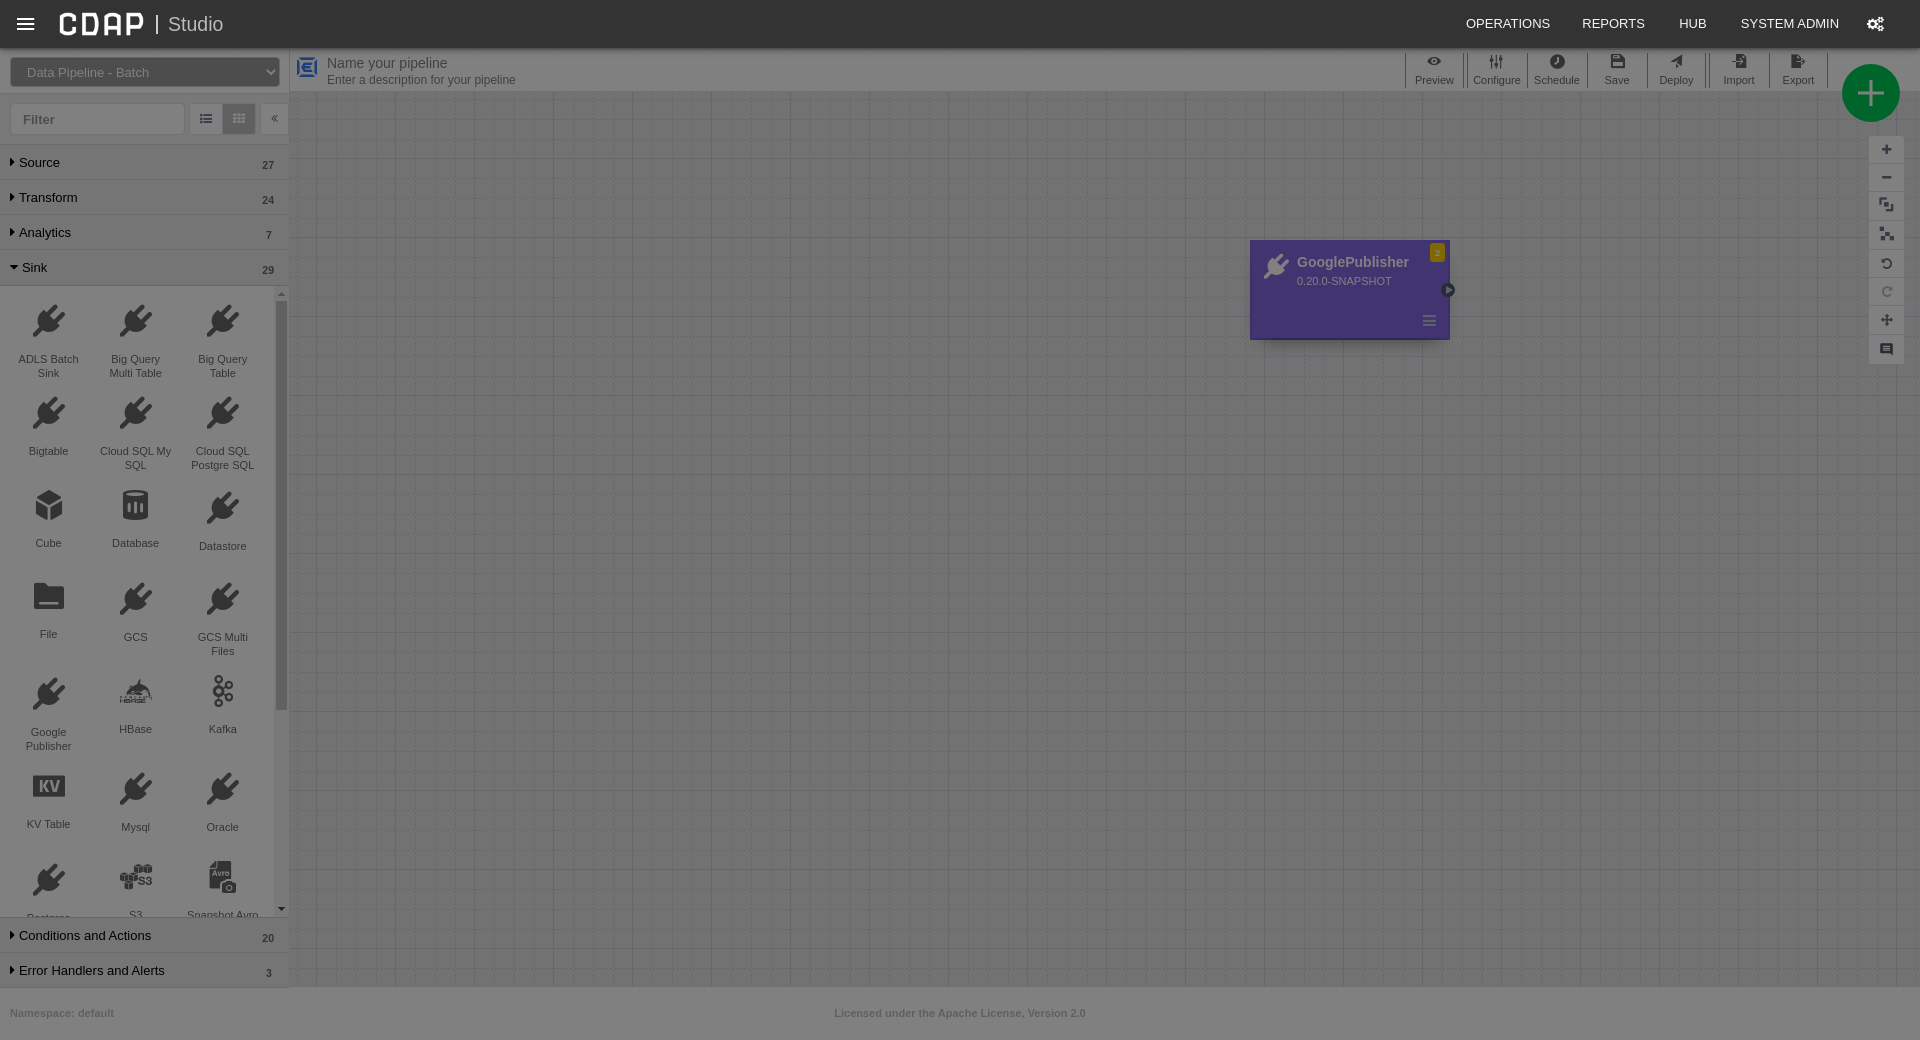 CDAP | Studio
OPERATIONS REPORTS HUB SYSTEM ADMIN
Data Pipeline - Batch
Name your pipeline
Enter a description for your pipeline
Preview Configure Schedule Save Deploy Import Export
Filter
Source 27
Transform 24
Analytics 7
Sink 29
ADLS Batch
Sink
Big Query
Multi Table
Big Query
Table
Bigtable
Cloud SQL My
SQL
Cloud SQL
Postgre SQL
Cube
Database
Datastore
File
GCS
GCS Multi
Files
Google
Publisher
HBASE
HBase
Kafka
KV
KV Table
Mysql
Oracle
Postgres
S3
S3
Avro
Snapshot Avro
Conditions and Actions 20
Error Handlers and Alerts 3
GooglePublisher
0.20.0-SNAPSHOT
2
Namespace: default
Licensed under the Apache License, Version 2.0